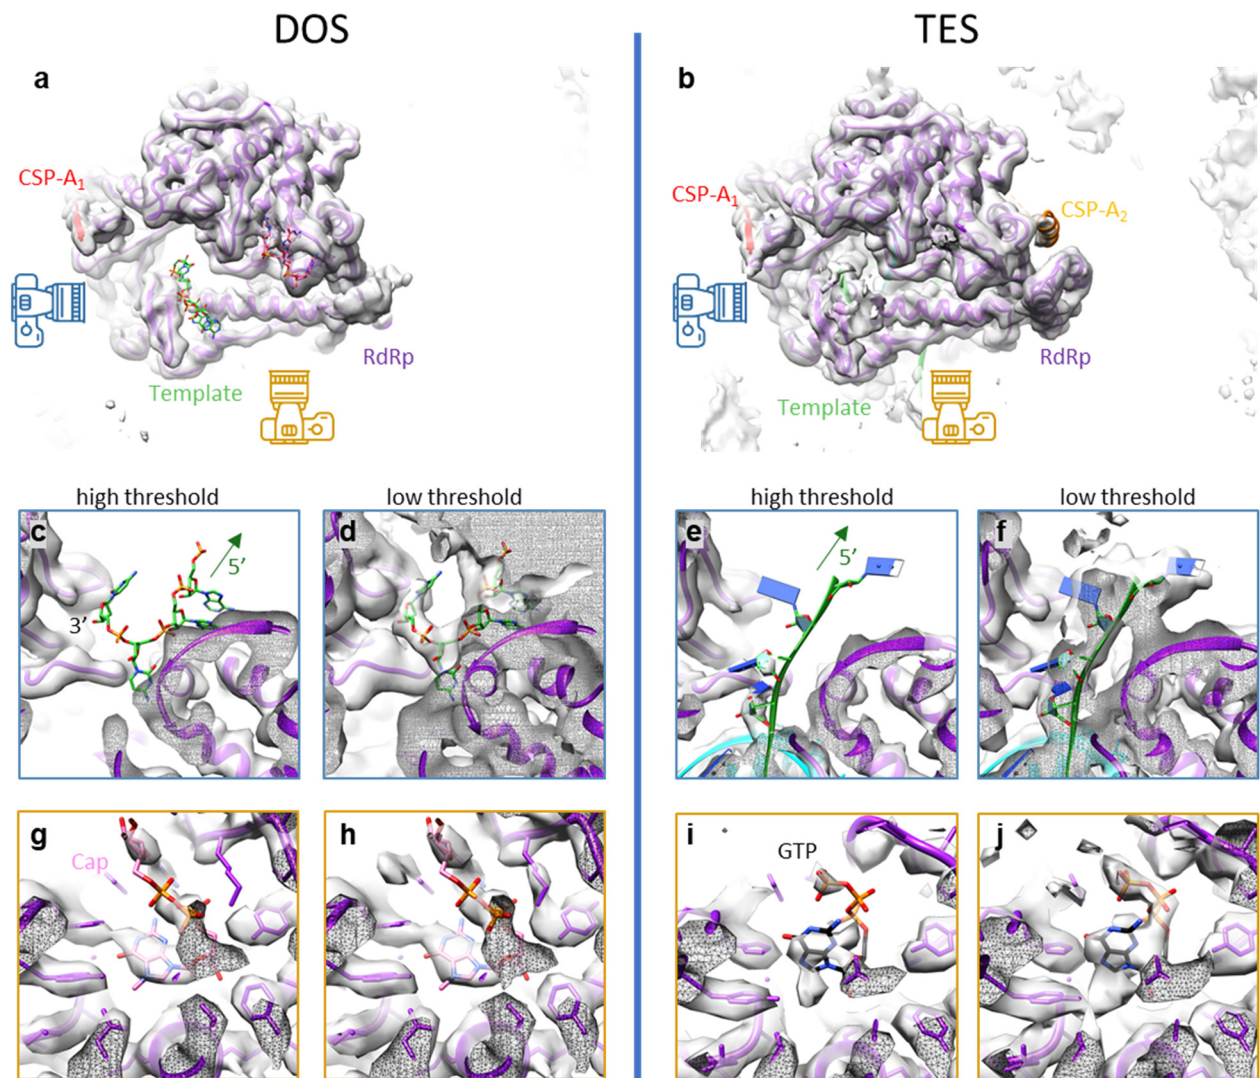 DOS
TES
a
b
CSP-A₁
CSP-A₁
CSP-A₂
RdRp
RdRp
Template
Template
high threshold
low threshold
high threshold
low threshold
c
d
e
f
5′
3′
5′
g
h
i
j
Cap
GTP